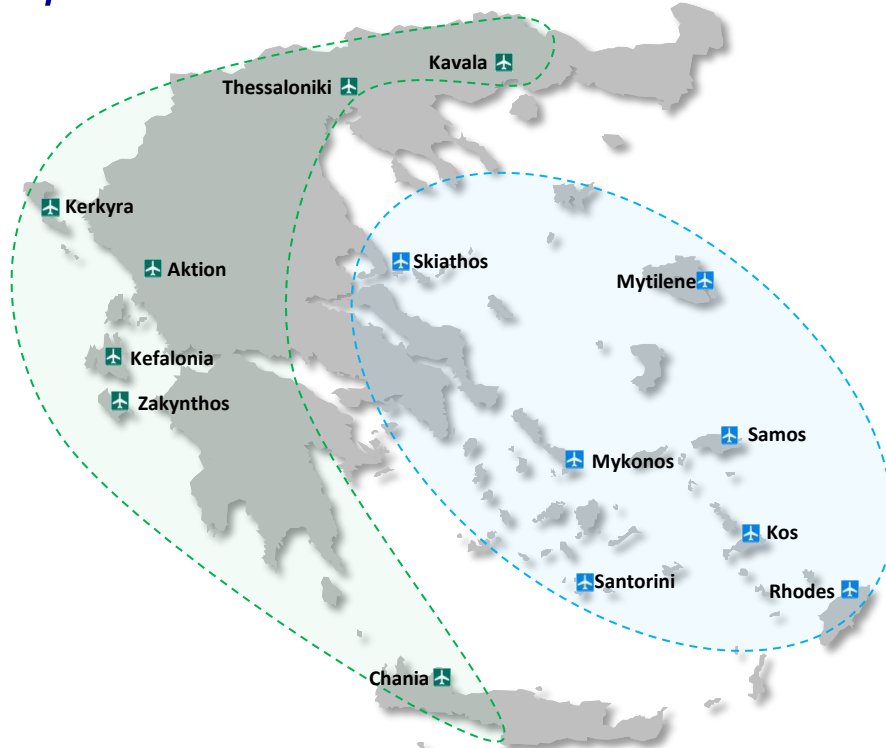 Kavala
Thessaloniki
Kerkyra
Aktion
Skiathos
Mytilene
Kefalonia
Zakynthos
Samos
Mykonos
Kos
Santorini
Rhodes
Chania